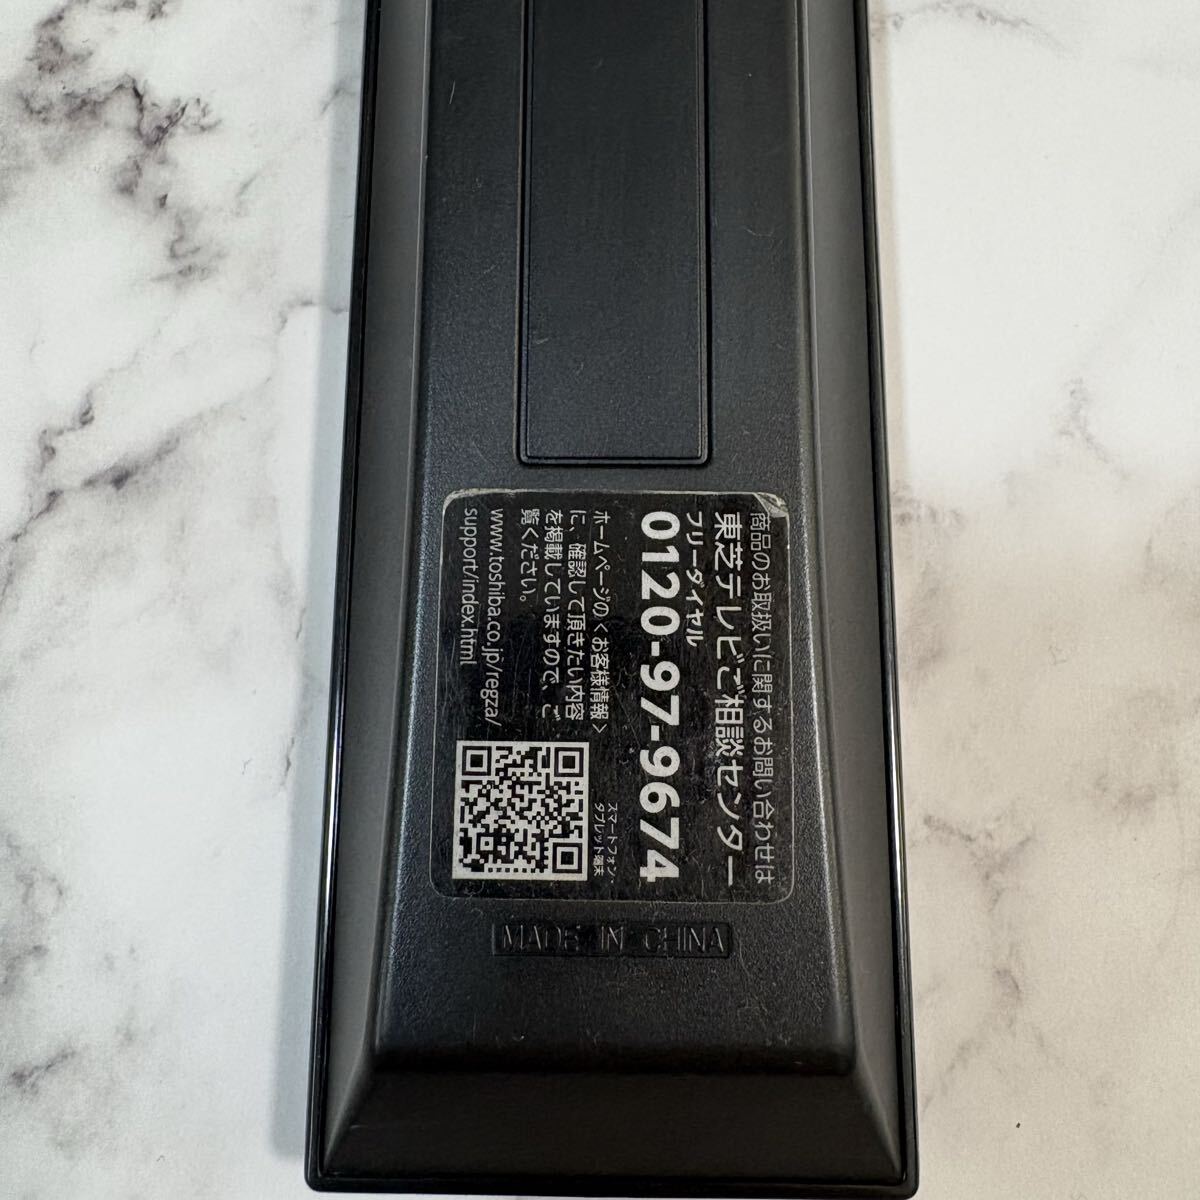 商品のお取扱いに関するお問い合わせは
東芝テレビご相談センター
フリーダイヤル
0120-97-9674
ホームページの〈お客様情報〉
に、確認して頂きたい内容
を掲載していますので、ご
覧ください。
www.toshiba.co.jp/regza/
support/index.html
スマートフォン・
タブレット端末
MADE IN CHINA